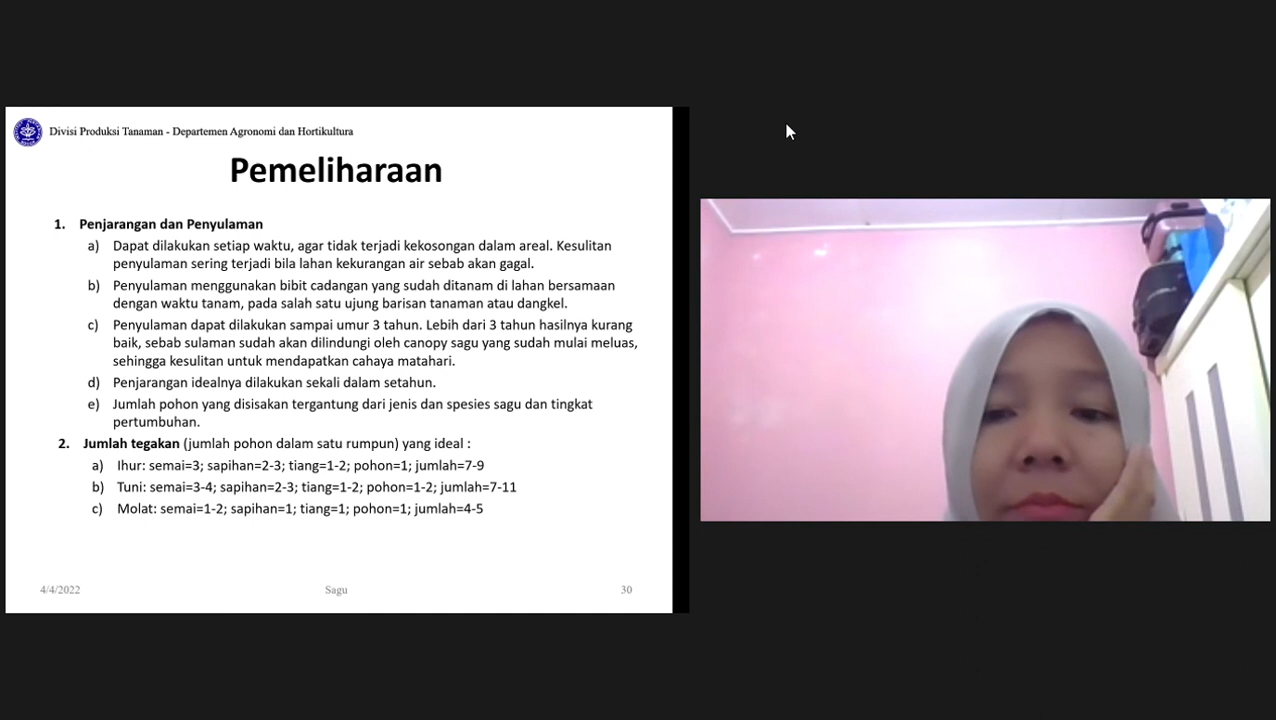 Divisi Produksi Tanaman - Departemen Agronomi dan Hortikultura
Pemeliharaan
1. Penjarangan dan Penyulaman
a) Dapat dilakukan setiap waktu, agar tidak terjadi kekosongan dalam areal. Kesulitan
penyulaman sering terjadi bila lahan kekurangan air sebab akan gagal.
b) Penyulaman menggunakan bibit cadangan yang sudah ditanam di lahan bersamaan
dengan waktu tanam, pada salah satu ujung barisan tanaman atau dangkel.
c) Penyulaman dapat dilakukan sampai umur 3 tahun. Lebih dari 3 tahun hasilnya kurang
baik, sebab sulaman sudah akan dilindungi oleh canopy sagu yang sudah mulai meluas,
sehingga kesulitan untuk mendapatkan cahaya matahari.
d) Penjarangan idealnya dilakukan sekali dalam setahun.
e) Jumlah pohon yang disisakan tergantung dari jenis dan spesies sagu dan tingkat
pertumbuhan.
2. Jumlah tegakan (jumlah pohon dalam satu rumpun) yang ideal :
a) Ihur: semai=3; sapihan=2-3; tiang=1-2; pohon=1; jumlah=7-9
b) Tuni: semai=3-4; sapihan=2-3; tiang=1-2; pohon=1-2; jumlah=7-11
c) Molat: semai=1-2; sapihan=1; tiang=1; pohon=1; jumlah=4-5
4/4/2022 Sagu 30